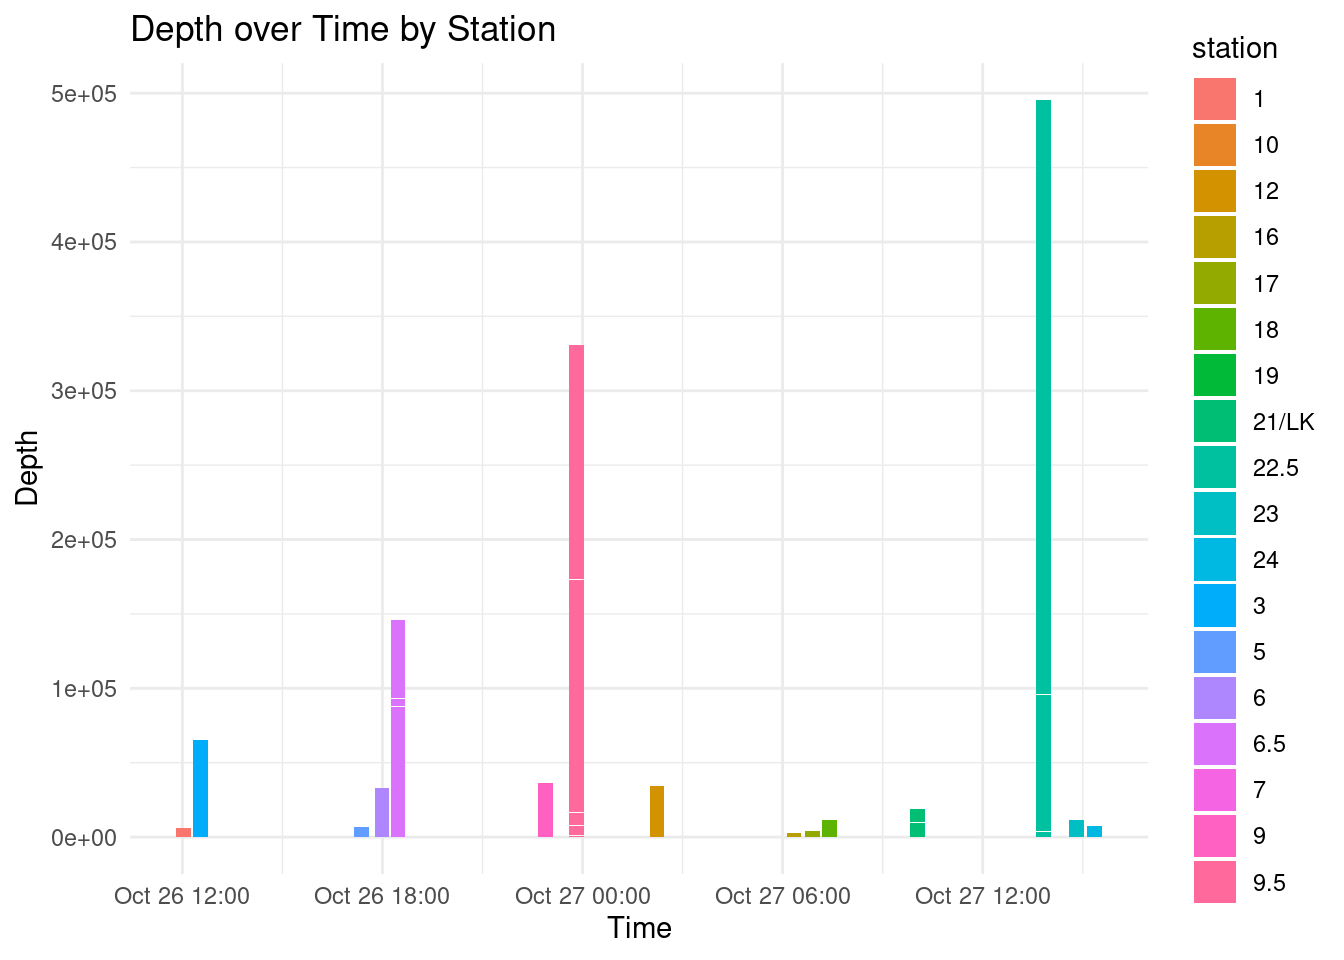 Depth over Time by Station
station
1
10
12
16
17
18
19
21/LK
22.5
23
24
3
5
6
6.5
7
9
9.5
Depth
5e+05
4e+05
3e+05
2e+05
1e+05
0e+00
Oct 26 12:00 Oct 26 18:00 Oct 27 00:00 Oct 27 06:00 Oct 27 12:00
Time